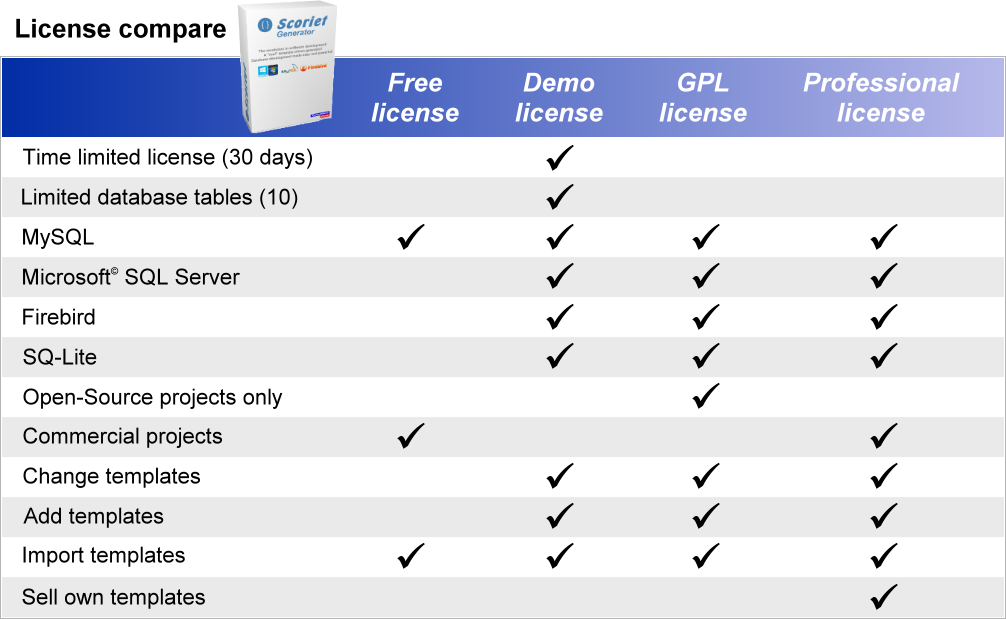 License compare
Scoriet
Generator
MySQL
Firebird
Free license
Demo license
GPL license
Professional license
Time limited license (30 days) ✓
Limited database tables (10) ✓
MySQL ✓ ✓ ✓ ✓
Microsoft© SQL Server ✓ ✓ ✓
Firebird ✓ ✓ ✓
SQ-Lite ✓ ✓ ✓
Open-Source projects only ✓
Commercial projects ✓ ✓
Change templates ✓ ✓ ✓
Add templates ✓ ✓ ✓
Import templates ✓ ✓ ✓ ✓
Sell own templates ✓